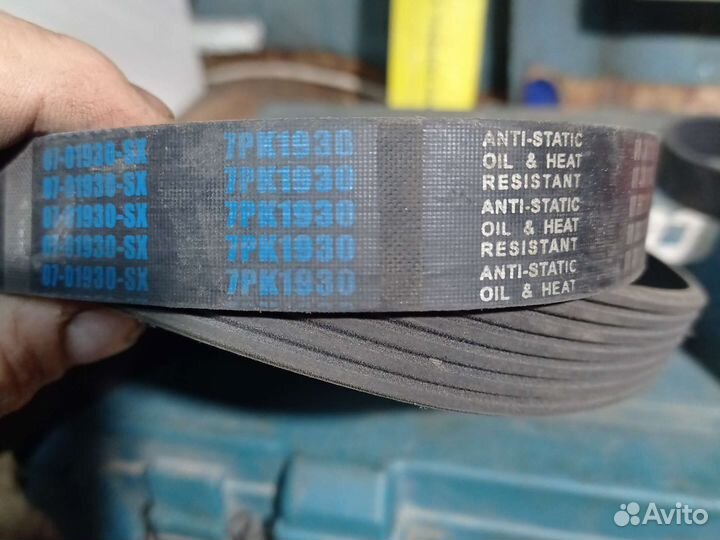 07-01930-SX 7PK1930 ANTI-STATIC
07-01930-SX 7PK1930 OIL & HEAT
07-01930-SX 7PK1930 RESISTANT
07-01930-SX 7PK1930 ANTI-STATIC
07-01930-SX 7PK1930 OIL & HEAT
RESISTANT
ANTI-STATIC
OIL & HEAT
Avito